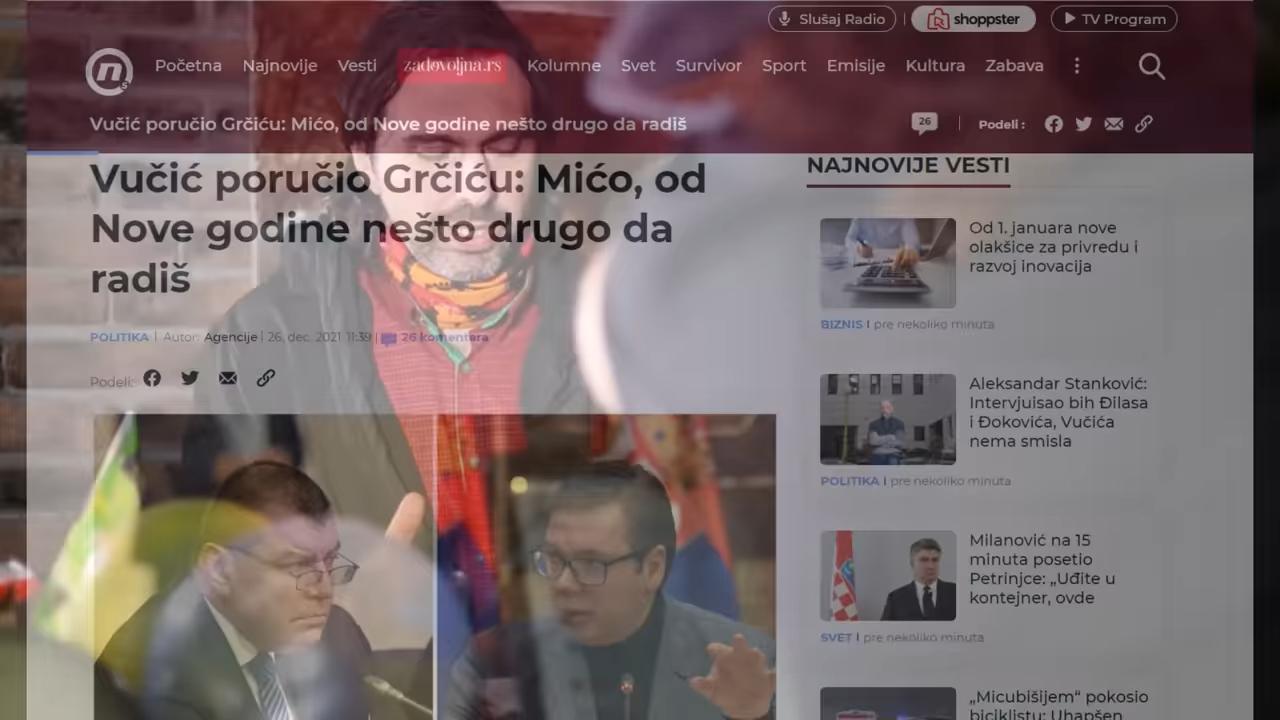 Slušaj Radio
shoppster
TV Program
n
s
Početna
Najnovije
Vesti
zadovoljna.rs
Kolumne
Svet
Survivor
Sport
Emisije
Kultura
Zabava
Vučić poručio Grčiću: Mićo, od Nove godine nešto drugo da radiš
26
Podeli :
Vučić poručio Grčiću: Mićo, od
Nove godine nešto drugo da
radiš
POLITIKA | Autor: Agencije | 26. dec. 2021 11:39 | 26 komentara
Podeli:
NAJNOVIJE VESTI
Od 1. januara nove
olakšice za privredu i
razvoj inovacija
BIZNIS | pre nekoliko minuta
Aleksandar Stanković:
Intervjuisao bih Đilasa
i Đokovića, Vučića
nema smisla
POLITIKA | pre nekoliko minuta
Milanović na 15
minuta posetio
Petrinjce: „Uđite u
kontejner, ovde
SVET | pre nekoliko minuta
„Micubišijem“ pokosio
biciklistu: Uhapšen